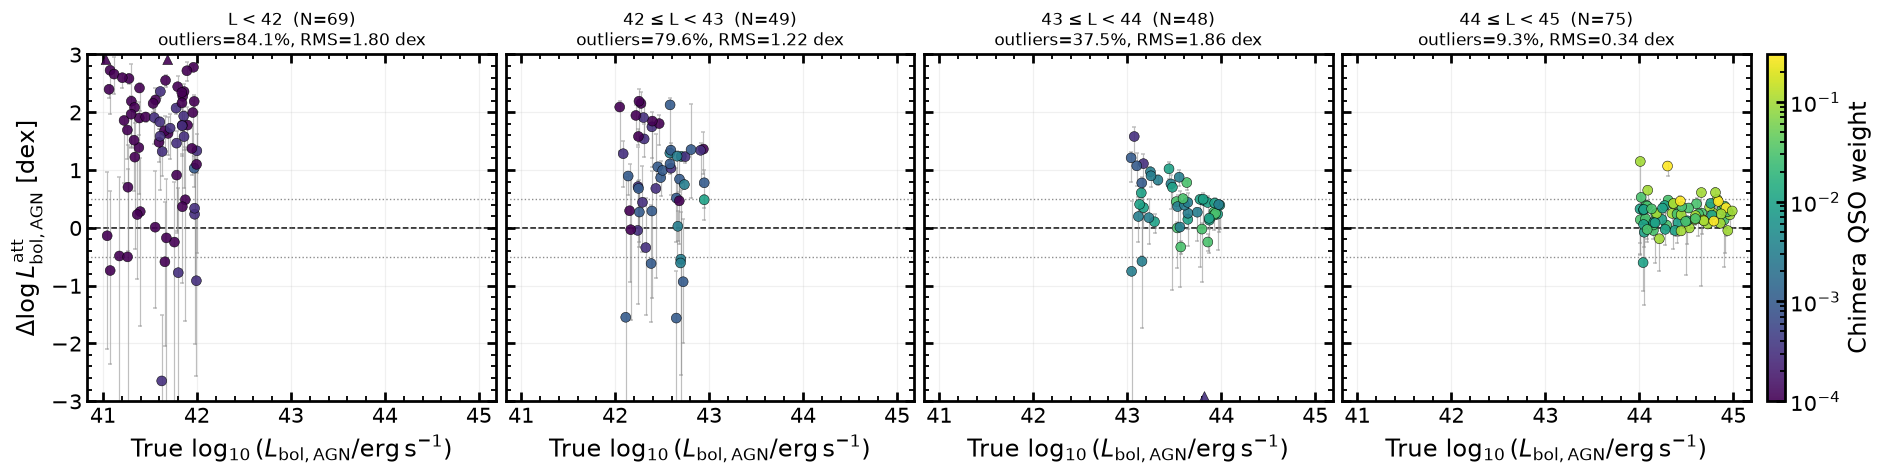 L < 42 (N=69)
outliers=84.1%, RMS=1.80 dex
42 ≤ L < 43 (N=49)
outliers=79.6%, RMS=1.22 dex
43 ≤ L < 44 (N=48)
outliers=37.5%, RMS=1.86 dex
44 ≤ L < 45 (N=75)
outliers=9.3%, RMS=0.34 dex
Δlog L^att_bol, AGN [dex]
3
2
1
0
−1
−2
−3
41 42 43 44 45
41 42 43 44 45
41 42 43 44 45
41 42 43 44 45
True log₁₀ (L_bol, AGN/erg s⁻¹)
True log₁₀ (L_bol, AGN/erg s⁻¹)
True log₁₀ (L_bol, AGN/erg s⁻¹)
True log₁₀ (L_bol, AGN/erg s⁻¹)
10⁻¹
10⁻²
10⁻³
10⁻⁴
Chimera QSO weight